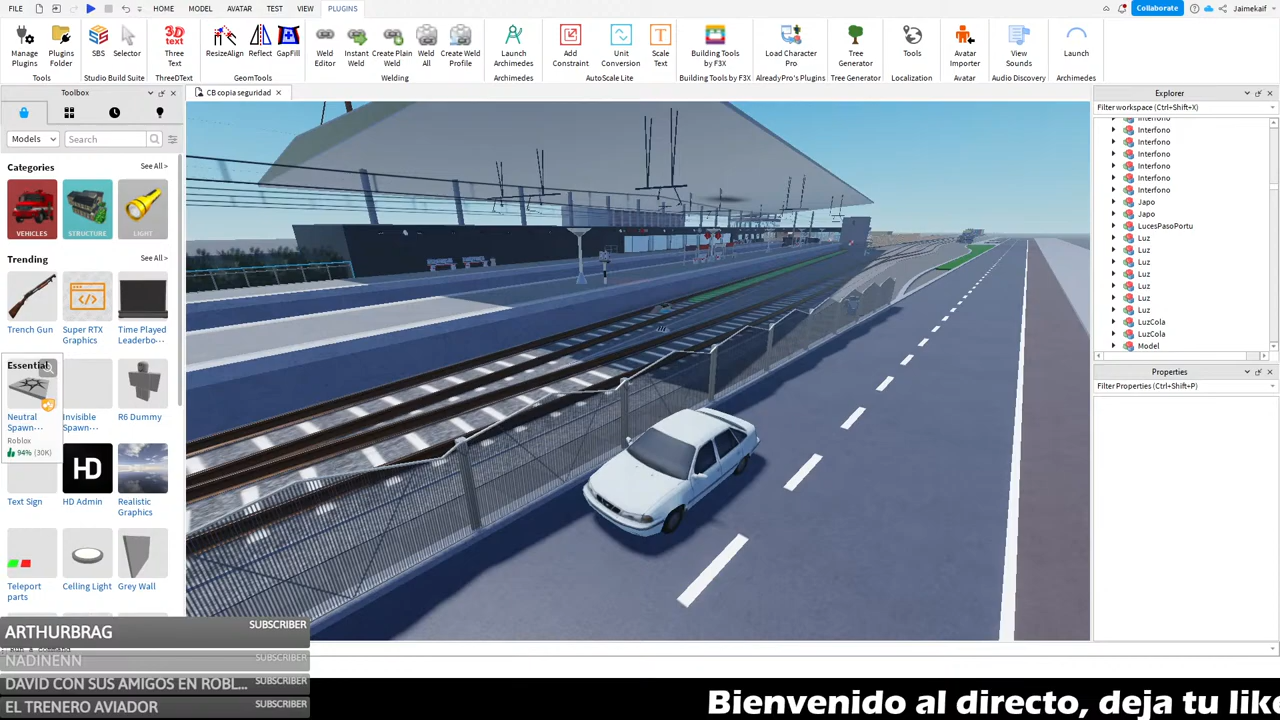 FILE
HOME
MODEL
AVATAR
TEST
VIEW
PLUGINS
Collaborate
Jaimekaif
Manage Plugins
Plugins Folder
SBS
Selector
3D text
Three Text
ResizeAlign
Reflect
GapFill
Weld Editor
Instant Weld
Create Plain Weld
Weld All
Create Weld Profile
Launch Archimedes
Add Constraint
Unit Conversion
Scale Text
Building Tools by F3X
Load Character Pro
Tree Generator
Tools
Avatar Importer
View Sounds
Launch
Tools
Studio Build Suite
ThreeDText
GeomTools
Welding
Archimedes
AutoScale Lite
Building Tools by F3X
AlreadyPro's Plugins
Tree Generator
Localization
Avatar
Audio Discovery
Archimedes
Toolbox
CB copia seguridad
Models
Search
Categories
See All >
VEHICLES
STRUCTURE
LIGHT
Trending
See All >
Trench Gun
Super RTX Graphics
Time Played Leaderbo...
Essential
Neutral Spawn...
Roblox
94% (30K)
Invisible Spawn...
R6 Dummy
Text Sign
HD
HD Admin
Realistic Graphics
Teleport parts
Celling Light
Grey Wall
Explorer
Filter workspace (Ctrl+Shift+X)
Interfono
Interfono
Interfono
Interfono
Interfono
Interfono
Interfono
Japo
Japo
LucesPasoPortu
Luz
Luz
Luz
Luz
Luz
Luz
Luz
LuzCola
LuzCola
Model
Properties
Filter Properties (Ctrl+Shift+P)
ARTHURBRAG SUBSCRIBER
NADINENN SUBSCRIBER
DAVID CON SUS AMIGOS EN ROBL... SUBSCRIBER
EL TRENERO AVIADOR SUBSCRIBER
Bienvenido al directo, deja tu like